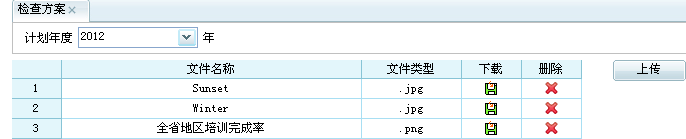 检查方案
计划年度 2012 年
文件名称 文件类型 下载 删除 上传
1 Sunset .jpg
2 Winter .jpg
3 全省地区培训完成率 .png